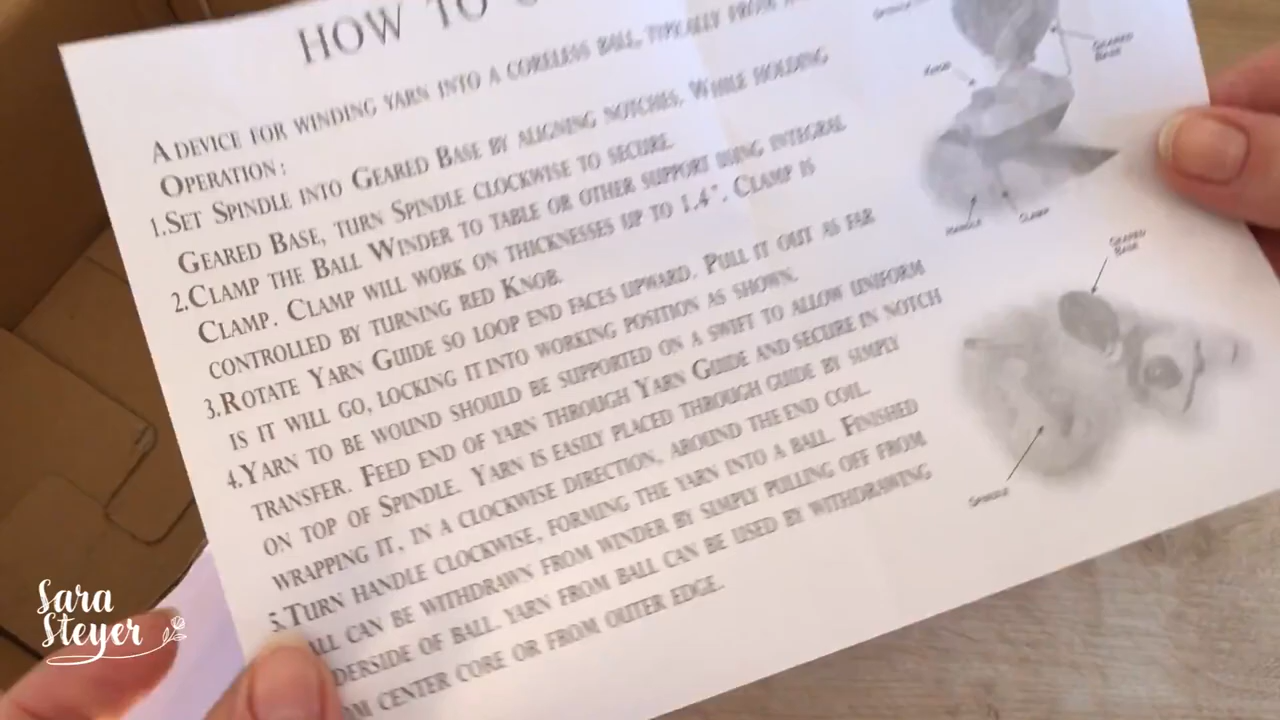 HOW TO
A DEVICE FOR WINDING YARN INTO A CORELESS BALL, TYPICALLY FROM A
OPERATION:
1.SET SPINDLE INTO GEARED BASE BY ALIGNING NOTCHES. WHILE HOLDING
GEARED BASE, TURN SPINDLE CLOCKWISE TO SECURE.
2.CLAMP THE BALL WINDER TO TABLE OR OTHER SUPPORT USING INTEGRAL
CLAMP. CLAMP WILL WORK ON THICKNESSES UP TO 1.4". CLAMP IS
CONTROLLED BY TURNING RED KNOB.
3.ROTATE YARN GUIDE SO LOOP END FACES UPWARD. PULL IT OUT AS FAR
IS IT WILL GO, LOCKING IT INTO WORKING POSITION AS SHOWN.
4.YARN TO BE WOUND SHOULD BE SUPPORTED ON A SWIFT TO ALLOW UNIFORM
TRANSFER. FEED END OF YARN THROUGH YARN GUIDE AND SECURE IN NOTCH
ON TOP OF SPINDLE. YARN IS EASILY PLACED THROUGH GUIDE BY SIMPLY
WRAPPING IT, IN A CLOCKWISE DIRECTION, AROUND THE END COIL.
5.TURN HANDLE CLOCKWISE, FORMING THE YARN INTO A BALL. FINISHED
ALL CAN BE WITHDRAWN FROM WINDER BY SIMPLY PULLING OFF FROM
DERSIDE OF BALL. YARN FROM BALL CAN BE USED BY WITHDRAWING
OM CENTER CORE OR FROM OUTER EDGE.
GEARED
BASE
KNOB
HANDLE
CLAMP
GEARED
BASE
SPINDLE
Sara
Steyer